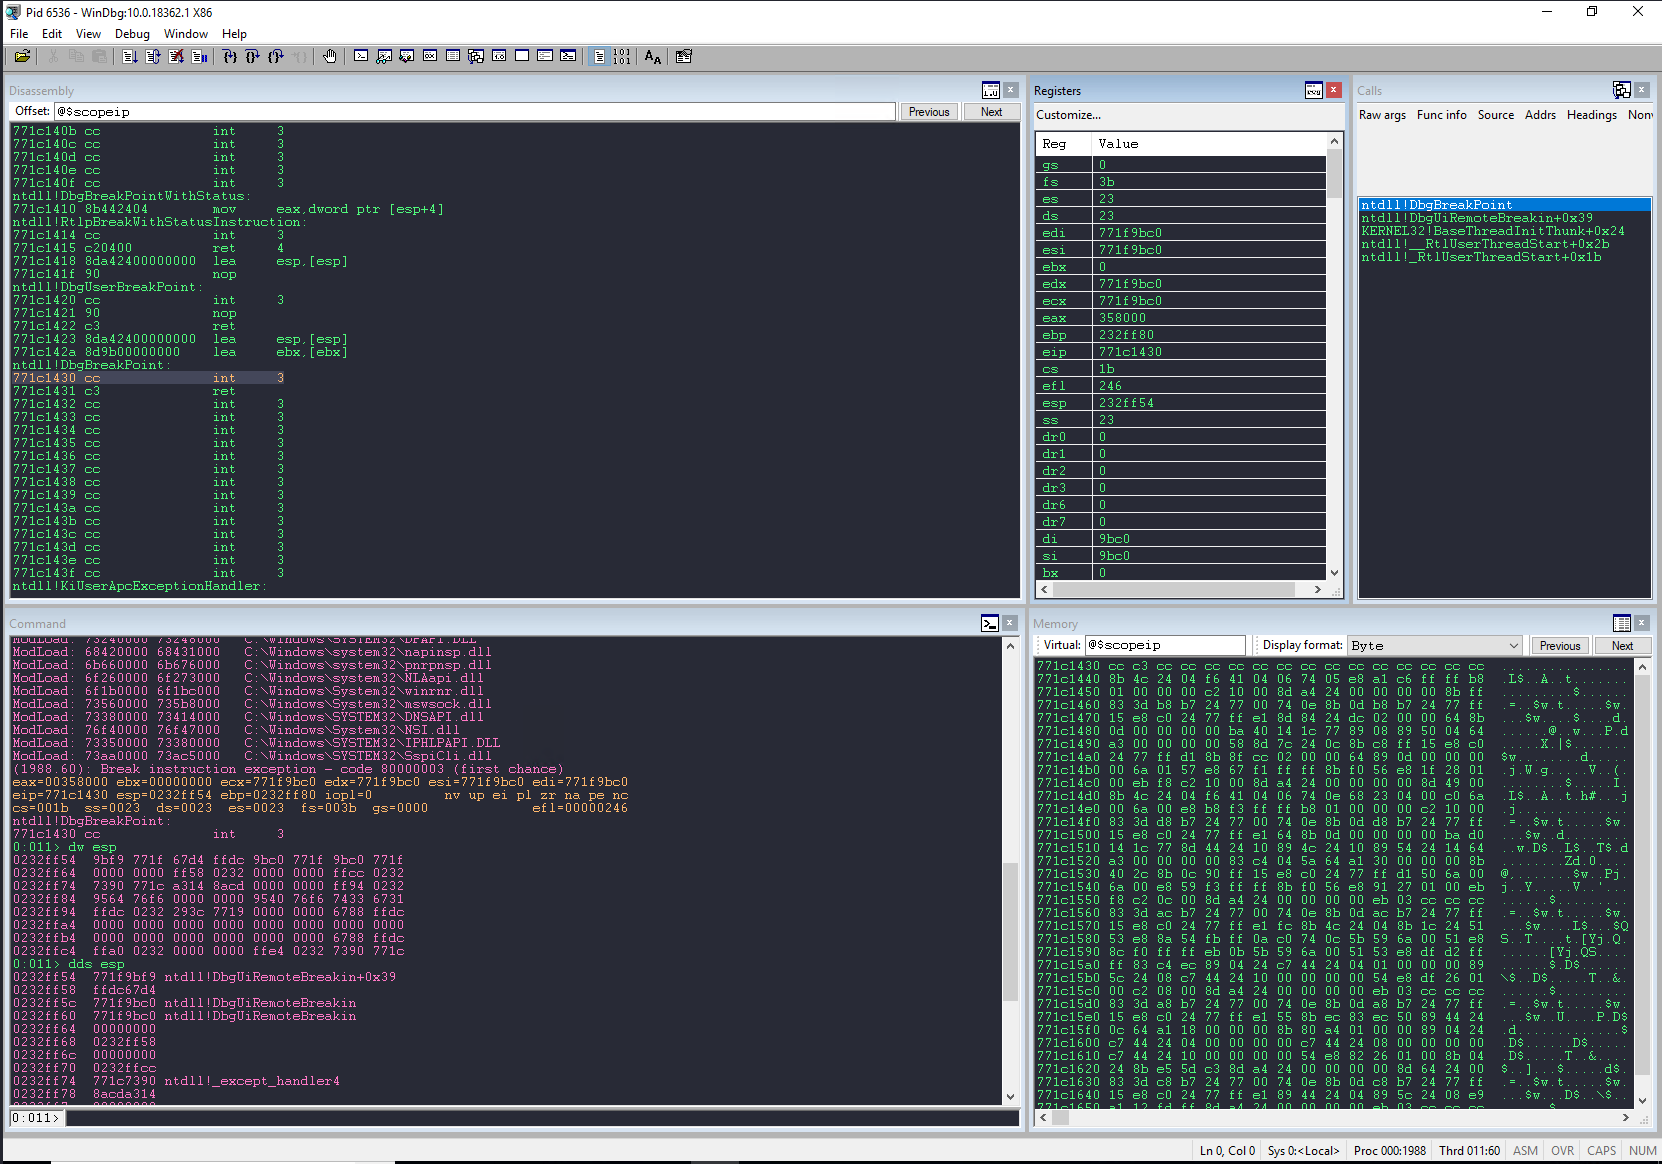 Pid 6536 - WinDbg:10.0.18362.1 X86
File Edit View Debug Window Help
Disassembly
Offset: @$scopeip Previous Next
771c140b cc int 3
771c140c cc int 3
771c140d cc int 3
771c140e cc int 3
771c140f cc int 3
ntdll!DbgBreakPointWithStatus:
771c1410 8b442404 mov eax,dword ptr [esp+4]
ntdll!RtlpBreakWithStatusInstruction:
771c1414 cc int 3
771c1415 c20400 ret 4
771c1418 8da42400000000 lea esp,[esp]
771c141f 90 nop
ntdll!DbgUserBreakPoint:
771c1420 cc int 3
771c1421 90 nop
771c1422 c3 ret
771c1423 8da42400000000 lea esp,[esp]
771c142a 8d9b00000000 lea ebx,[ebx]
ntdll!DbgBreakPoint:
771c1430 cc int 3
771c1431 c3 ret
771c1432 cc int 3
771c1433 cc int 3
771c1434 cc int 3
771c1435 cc int 3
771c1436 cc int 3
771c1437 cc int 3
771c1438 cc int 3
771c1439 cc int 3
771c143a cc int 3
771c143b cc int 3
771c143c cc int 3
771c143d cc int 3
771c143e cc int 3
771c143f cc int 3
ntdll!KiUserApcExceptionHandler:
Registers
Customize...
Reg Value
gs 0
fs 3b
es 23
ds 23
edi 771f9bc0
esi 771f9bc0
ebx 0
edx 771f9bc0
ecx 771f9bc0
eax 358000
ebp 232ff80
eip 771c1430
cs 1b
efl 246
esp 232ff54
ss 23
dr0 0
dr1 0
dr2 0
dr3 0
dr6 0
dr7 0
di 9bc0
si 9bc0
bx 0
Calls
Raw args Func info Source Addrs Headings Nonv
ntdll!DbgBreakPoint
ntdll!DbgUiRemoteBreakin+0x39
KERNEL32!BaseThreadInitThunk+0x24
ntdll!__RtlUserThreadStart+0x2b
ntdll!_RtlUserThreadStart+0x1b
Command
ModLoad: 73240000 73248000 C:\Windows\SYSTEM32\DPAPI.DLL
ModLoad: 68420000 68431000 C:\Windows\system32\napinsp.dll
ModLoad: 6b660000 6b676000 C:\Windows\system32\pnrpnsp.dll
ModLoad: 6f260000 6f273000 C:\Windows\system32\NLAapi.dll
ModLoad: 6f1b0000 6f1bc000 C:\Windows\System32\winrnr.dll
ModLoad: 73560000 735b8000 C:\Windows\System32\mswsock.dll
ModLoad: 73380000 73414000 C:\Windows\SYSTEM32\DNSAPI.dll
ModLoad: 76f40000 76f47000 C:\Windows\System32\NSI.dll
ModLoad: 73350000 73380000 C:\Windows\SYSTEM32\IPHLPAPI.DLL
ModLoad: 73aa0000 73ac5000 C:\Windows\System32\SspiCli.dll
(1988.60): Break instruction exception - code 80000003 (first chance)
eax=00358000 ebx=00000000 ecx=771f9bc0 edx=771f9bc0 esi=771f9bc0 edi=771f9bc0
eip=771c1430 esp=0232ff54 ebp=0232ff80 iopl=0 nv up ei pl zr na pe nc
cs=001b ss=0023 ds=0023 es=0023 fs=003b gs=0000 efl=00000246
ntdll!DbgBreakPoint:
771c1430 cc int 3
0:011> dw esp
0232ff54 9bf9 771f 67d4 ffdc 9bc0 771f 9bc0 771f
0232ff64 0000 0000 ff58 0232 0000 0000 ffcc 0232
0232ff74 7390 771c a314 8acd 0000 0000 ff94 0232
0232ff84 9564 76f6 0000 0000 9540 76f6 7433 6731
0232ff94 ffdc 0232 293c 7719 0000 0000 6788 ffdc
0232ffa4 0000 0000 0000 0000 0000 0000 0000 0000
0232ffb4 0000 0000 0000 0000 0000 0000 6788 ffdc
0232ffc4 ffa0 0232 0000 0000 ffe4 0232 7390 771c
0:011> dds esp
0232ff54 771f9bf9 ntdll!DbgUiRemoteBreakin+0x39
0232ff58 ffdc67d4
0232ff5c 771f9bc0 ntdll!DbgUiRemoteBreakin
0232ff60 771f9bc0 ntdll!DbgUiRemoteBreakin
0232ff64 00000000
0232ff68 0232ff58
0232ff6c 00000000
0232ff70 0232ffcc
0232ff74 771c7390 ntdll!_except_handler4
0232ff78 8acda314
0:011>
Memory
Virtual: @$scopeip Display format: Byte Previous Next
771c1430 cc c3 cc cc cc cc cc cc cc cc cc cc cc cc cc cc ................
771c1440 8b 4c 24 04 f6 41 04 06 74 05 e8 a1 c6 ff ff b8 .L$..A..t.......
771c1450 01 00 00 00 c2 10 00 8d a4 24 00 00 00 00 8b ff .........$......
771c1460 83 3d b8 b7 24 77 00 74 0e 8b 0d b8 b7 24 77 ff .=..$w.t.....$w.
771c1470 15 e8 c0 24 77 ff e1 8d 84 24 dc 02 00 00 64 8b ...$w....$....d.
771c1480 0d 00 00 00 00 ba 40 14 1c 77 89 08 89 50 04 64 ......@..w...P.d
771c1490 a3 00 00 00 00 58 8d 7c 24 0c 8b c8 ff 15 e8 c0 .....X.|$.......
771c14a0 24 77 ff d1 8b 8f cc 02 00 00 64 89 0d 00 00 00 $w........d.....
771c14b0 00 6a 01 57 e8 67 f1 ff ff 8b f0 56 e8 1f 28 01 .j.W.g.....V..(.
771c14c0 00 eb f8 c2 10 00 8d a4 24 00 00 00 00 8d 49 00 ........$.....I.
771c14d0 8b 4c 24 04 f6 41 04 06 74 0e 68 23 04 00 c0 6a .L$..A..t.h#...j
771c14e0 00 6a 00 e8 b8 f3 ff ff b8 01 00 00 00 c2 10 00 .j..............
771c14f0 83 3d d8 b7 24 77 00 74 0e 8b 0d d8 b7 24 77 ff .=..$w.t.....$w.
771c1500 15 e8 c0 24 77 ff e1 64 8b 0d 00 00 00 00 ba d0 ...$w..d........
771c1510 14 1c 77 8d 44 24 10 89 4c 24 10 89 54 24 14 64 ..w.D$..L$..T$.d
771c1520 a3 00 00 00 00 83 c4 04 5a 64 a1 30 00 00 00 8b ........Zd.0....
771c1530 40 2c 8b 0c 90 ff 15 e8 c0 24 77 ff d1 50 6a 00 @,.......$w..Pj.
771c1540 6a 00 e8 59 f3 ff ff 8b f0 56 e8 91 27 01 00 eb j..Y.....V..'...
771c1550 f8 c2 0c 00 8d a4 24 00 00 00 00 eb 03 cc cc cc ......$.........
771c1560 83 3d ac b7 24 77 00 74 0e 8b 0d ac b7 24 77 ff .=..$w.t.....$w.
771c1570 15 e8 c0 24 77 ff e1 fc 8b 4c 24 04 8b 1c 24 51 ...$w....L$...$Q
771c1580 53 e8 8a 54 fb ff 0a c0 74 0c 5b 59 6a 00 51 e8 S..T....t.[Yj.Q.
771c1590 8c f0 ff ff eb 0b 5b 59 6a 00 51 53 e8 df d2 ff ......[Yj.QS....
771c15a0 ff 83 c4 ec 89 04 24 c7 44 24 04 01 00 00 00 89 ......$.D$......
771c15b0 5c 24 08 c7 44 24 10 00 00 00 00 54 e8 df 26 01 \$..D$.....T..&.
771c15c0 00 c2 08 00 8d a4 24 00 00 00 00 eb 03 cc cc cc ......$.........
771c15d0 83 3d a8 b7 24 77 00 74 0e 8b 0d a8 b7 24 77 ff .=..$w.t.....$w.
771c15e0 15 e8 c0 24 77 ff e1 55 8b ec 83 ec 50 89 44 24 ...$w..U....P.D$
771c15f0 0c 64 a1 18 00 00 00 8b 80 a4 01 00 00 89 04 24 .d.............$
771c1600 c7 44 24 04 00 00 00 00 c7 44 24 08 00 00 00 00 .D$......D$.....
771c1610 c7 44 24 10 00 00 00 00 54 e8 82 26 01 00 8b 04 .D$.....T..&....
771c1620 24 8b e5 5d c3 8d a4 24 00 00 00 00 8d 64 24 00 $..]...$.....d$.
771c1630 83 3d c8 b7 24 77 00 74 0e 8b 0d c8 b7 24 77 ff .=..$w.t.....$w.
771c1640 15 e8 c0 24 77 ff e1 89 44 24 04 89 5c 24 08 e9 ...$w...D$..\$..
771c1650 a1 12 fd ff 8d a4 24 00 00 00 00 eb 03 cc cc cc
Ln 0, Col 0 Sys 0:<Local> Proc 000:1988 Thrd 011:60 ASM OVR CAPS NUM